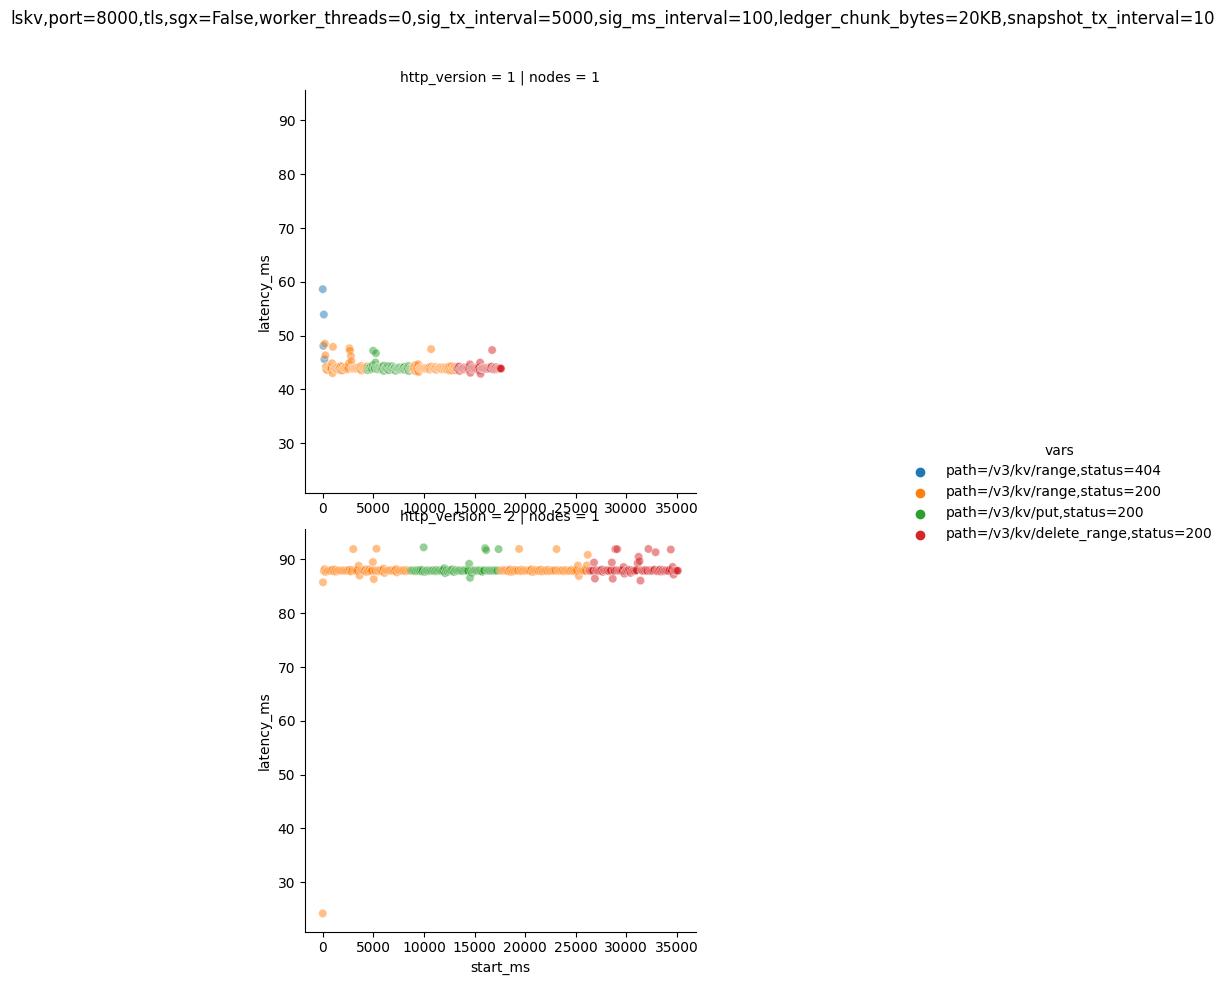 lskv,port=8000,tls,sgx=False,worker_threads=0,sig_tx_interval=5000,sig_ms_interval=100,ledger_chunk_bytes=20KB,snapshot_tx_interval=10
http_version = 1 | nodes = 1
90
80
70
60
50
40
30
latency_ms
0 5000 10000 15000 20000 25000 30000 35000
http_version = 2 | nodes = 1
90
80
70
60
50
40
30
latency_ms
0 5000 10000 15000 20000 25000 30000 35000
start_ms
vars
path=/v3/kv/range,status=404
path=/v3/kv/range,status=200
path=/v3/kv/put,status=200
path=/v3/kv/delete_range,status=200